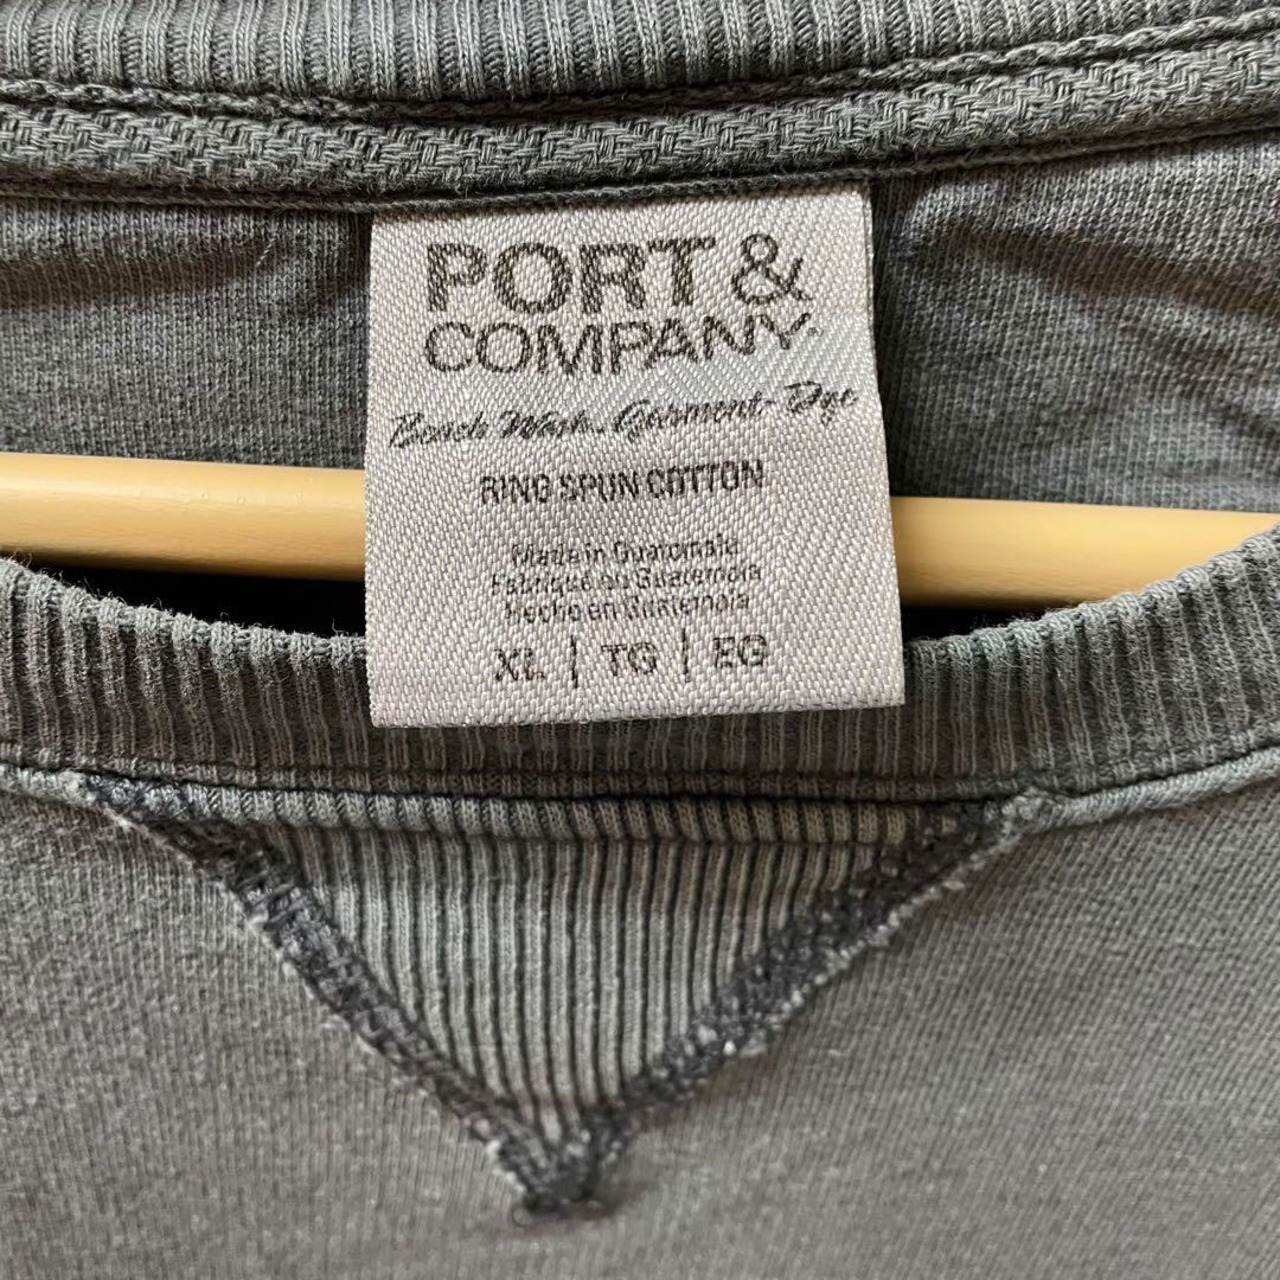 PORT &
COMPANY
Beach Wash Garment-Dye
RING SPUN COTTON
Made in Guatemala
Fabriqué au Guatemala
Hecho en Guatemala
XL | TG | EG